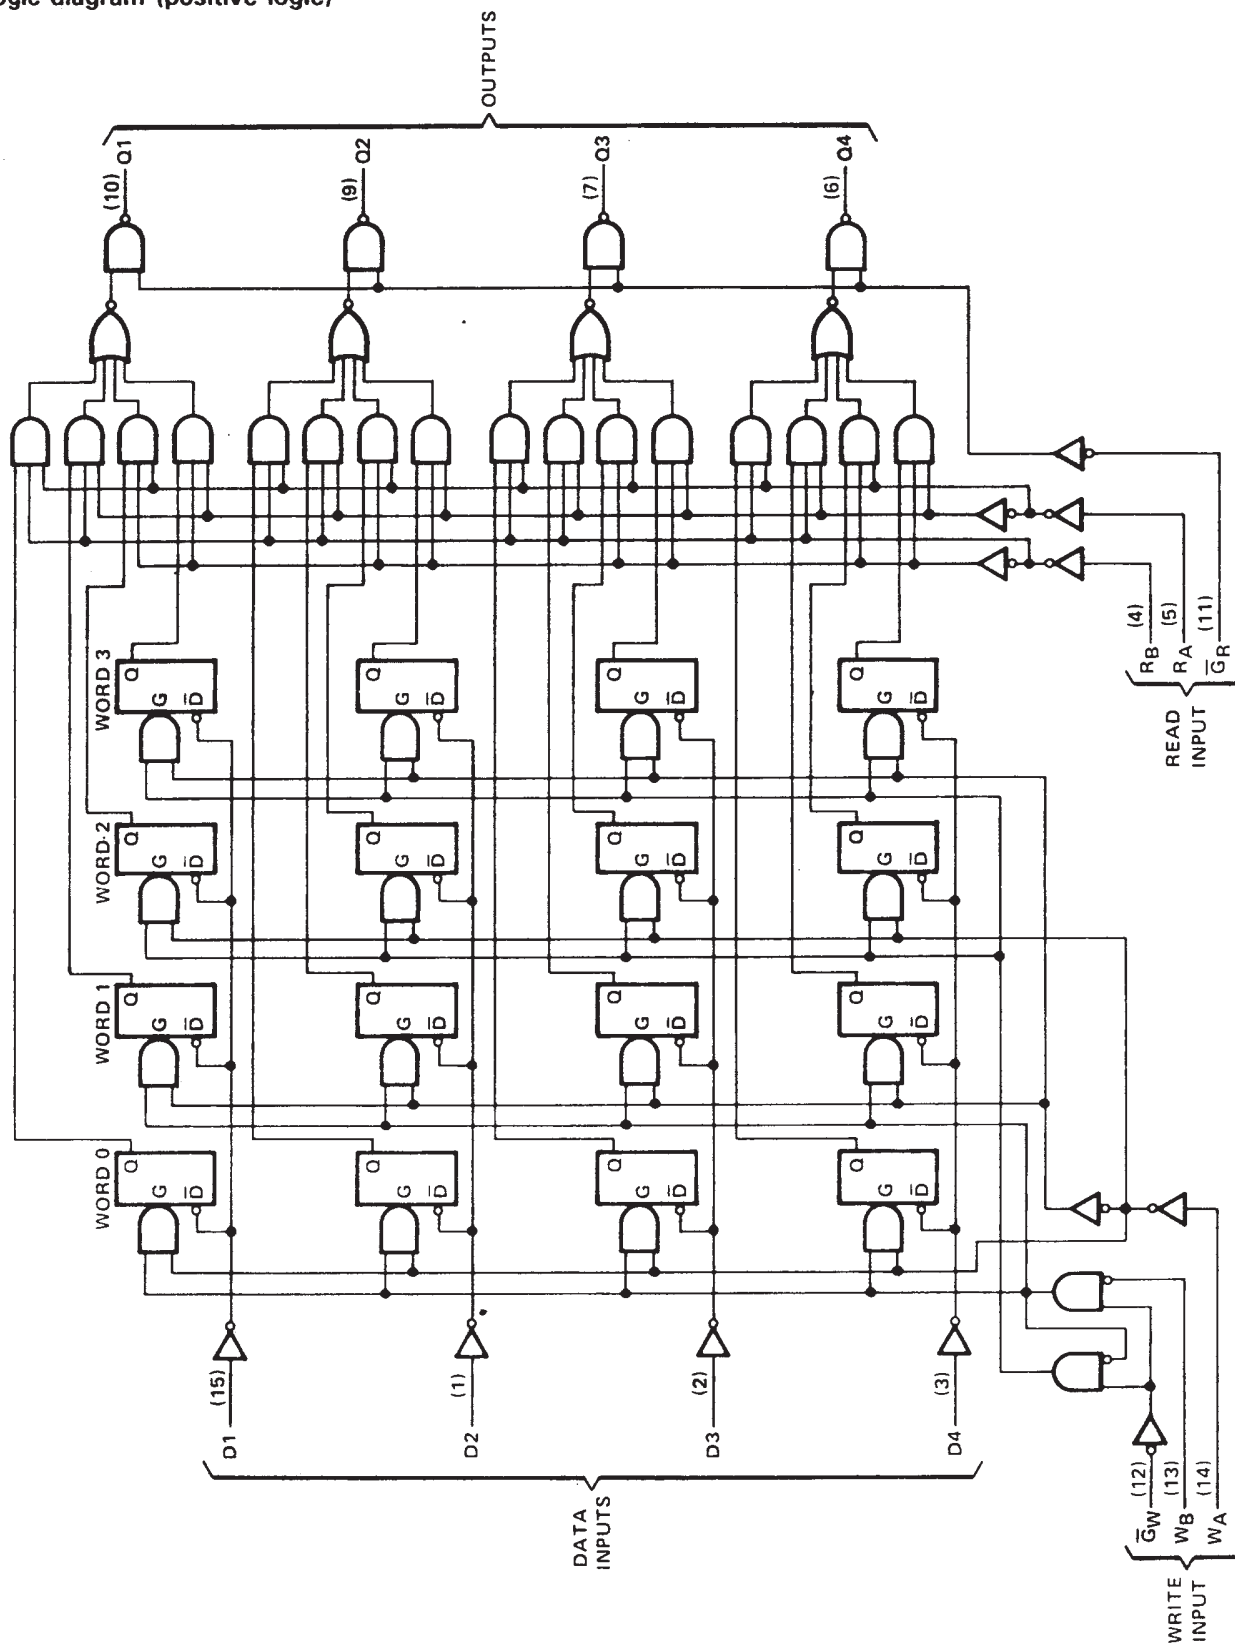 logic diagram (positive logic)
OUTPUTS
(10) Q1
(9) Q2
(7) Q3
(6) Q4
WORD 3
Q
G
D̅
Q
G
D̅
Q
G
D̅
Q
G
D̅
WORD-2
Q
G
D̅
Q
G
D̅
Q
G
D̅
Q
G
D̅
WORD 1
Q
G
D̅
Q
G
D̅
Q
G
D̅
Q
G
D̅
WORD 0
Q
G
D̅
Q
G
D̅
Q
G
D̅
Q
G
D̅
RB (4)
RA (5)
G̅R (11)
READ
INPUT
D1 (15)
D2 (1)
D3 (2)
D4 (3)
DATA
INPUTS
G̅W (12)
WB (13)
WA (14)
WRITE
INPUT